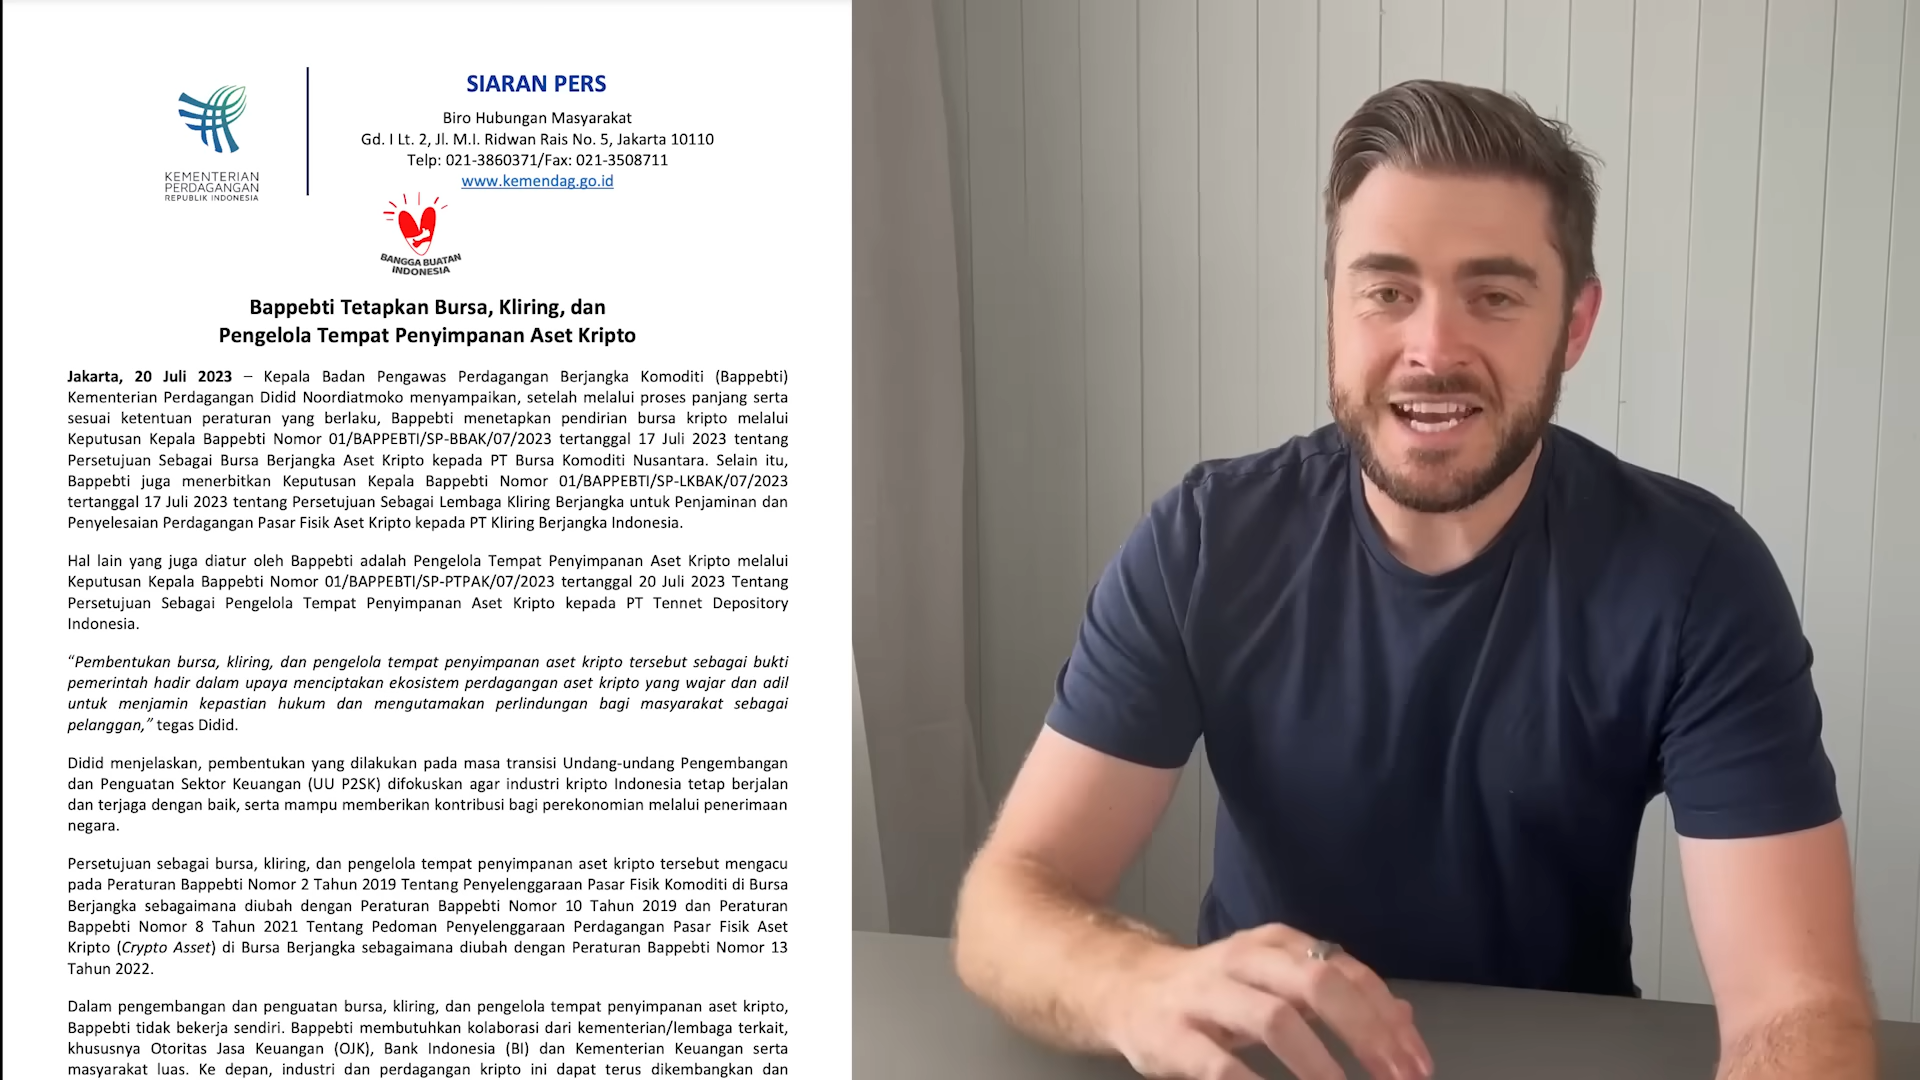 SIARAN PERS
Biro Hubungan Masyarakat
Gd. I Lt. 2, Jl. M.I. Ridwan Rais No. 5, Jakarta 10110
Telp: 021-3860371/Fax: 021-3508711
www.kemendag.go.id
KEMENTERIAN
PERDAGANGAN
REPUBLIK INDONESIA
BANGGA BUATAN
INDONESIA
Bappebti Tetapkan Bursa, Kliring, dan
Pengelola Tempat Penyimpanan Aset Kripto
Jakarta, 20 Juli 2023 – Kepala Badan Pengawas Perdagangan Berjangka Komoditi (Bappebti)
Kementerian Perdagangan Didid Noordiatmoko menyampaikan, setelah melalui proses panjang serta
sesuai ketentuan peraturan yang berlaku, Bappebti menetapkan pendirian bursa kripto melalui
Keputusan Kepala Bappebti Nomor 01/BAPPEBTI/SP-BBAK/07/2023 tertanggal 17 Juli 2023 tentang
Persetujuan Sebagai Bursa Berjangka Aset Kripto kepada PT Bursa Komoditi Nusantara. Selain itu,
Bappebti juga menerbitkan Keputusan Kepala Bappebti Nomor 01/BAPPEBTI/SP-LKBAK/07/2023
tertanggal 17 Juli 2023 tentang Persetujuan Sebagai Lembaga Kliring Berjangka untuk Penjaminan dan
Penyelesaian Perdagangan Pasar Fisik Aset Kripto kepada PT Kliring Berjangka Indonesia.
Hal lain yang juga diatur oleh Bappebti adalah Pengelola Tempat Penyimpanan Aset Kripto melalui
Keputusan Kepala Bappebti Nomor 01/BAPPEBTI/SP-PTPAK/07/2023 tertanggal 20 Juli 2023 Tentang
Persetujuan Sebagai Pengelola Tempat Penyimpanan Aset Kripto kepada PT Tennet Depository
Indonesia.
“Pembentukan bursa, kliring, dan pengelola tempat penyimpanan aset kripto tersebut sebagai bukti
pemerintah hadir dalam upaya menciptakan ekosistem perdagangan aset kripto yang wajar dan adil
untuk menjamin kepastian hukum dan mengutamakan perlindungan bagi masyarakat sebagai
pelanggan,” tegas Didid.
Didid menjelaskan, pembentukan yang dilakukan pada masa transisi Undang-undang Pengembangan
dan Penguatan Sektor Keuangan (UU P2SK) difokuskan agar industri kripto Indonesia tetap berjalan
dan terjaga dengan baik, serta mampu memberikan kontribusi bagi perekonomian melalui penerimaan
negara.
Persetujuan sebagai bursa, kliring, dan pengelola tempat penyimpanan aset kripto tersebut mengacu
pada Peraturan Bappebti Nomor 2 Tahun 2019 Tentang Penyelenggaraan Pasar Fisik Komoditi di Bursa
Berjangka sebagaimana diubah dengan Peraturan Bappebti Nomor 10 Tahun 2019 dan Peraturan
Bappebti Nomor 8 Tahun 2021 Tentang Pedoman Penyelenggaraan Perdagangan Pasar Fisik Aset
Kripto (Crypto Asset) di Bursa Berjangka sebagaimana diubah dengan Peraturan Bappebti Nomor 13
Tahun 2022.
Dalam pengembangan dan penguatan bursa, kliring, dan pengelola tempat penyimpanan aset kripto,
Bappebti tidak bekerja sendiri. Bappebti membutuhkan kolaborasi dari kementerian/lembaga terkait,
khususnya Otoritas Jasa Keuangan (OJK), Bank Indonesia (BI) dan Kementerian Keuangan serta
masyarakat luas. Ke depan, industri dan perdagangan kripto ini dapat terus dikembangkan dan